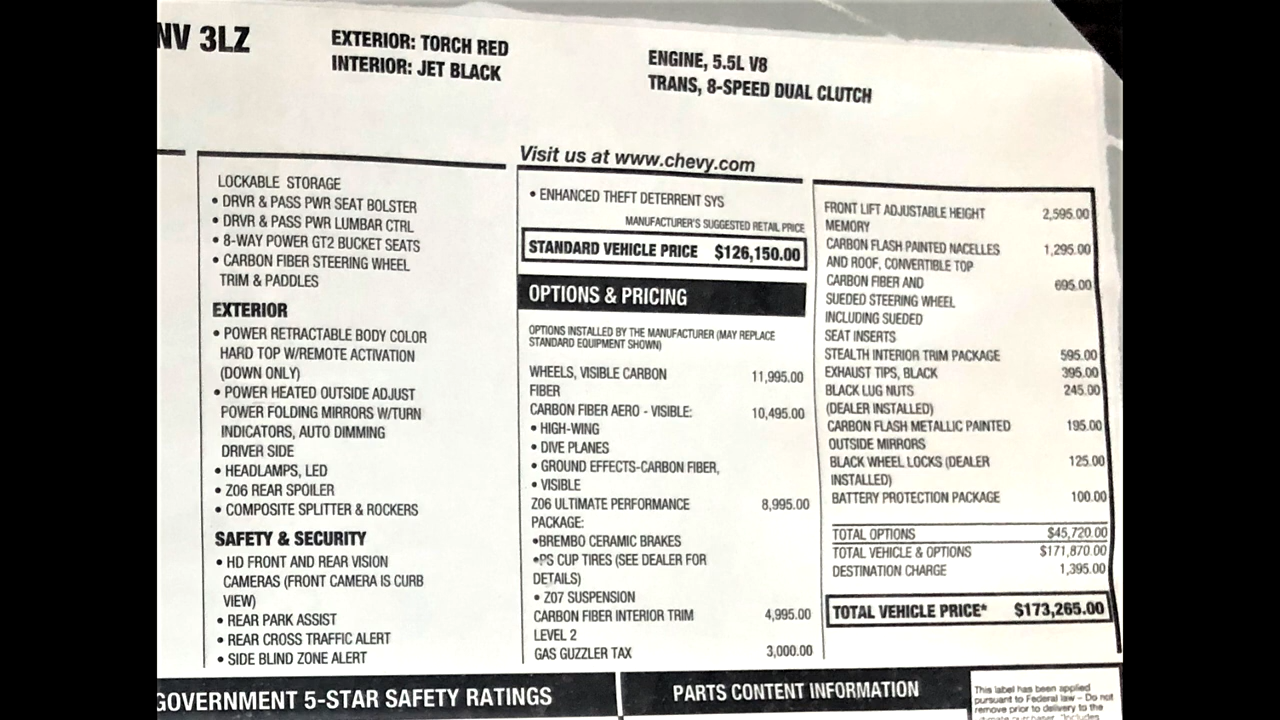 NV 3LZ
EXTERIOR: TORCH RED
INTERIOR: JET BLACK
ENGINE, 5.5L V8
TRANS, 8-SPEED DUAL CLUTCH
Visit us at www.chevy.com
LOCKABLE STORAGE
• DRVR & PASS PWR SEAT BOLSTER
• DRVR & PASS PWR LUMBAR CTRL
• 8-WAY POWER GT2 BUCKET SEATS
• CARBON FIBER STEERING WHEEL
TRIM & PADDLES
EXTERIOR
• POWER RETRACTABLE BODY COLOR
HARD TOP W/REMOTE ACTIVATION
(DOWN ONLY)
• POWER HEATED OUTSIDE ADJUST
POWER FOLDING MIRRORS W/TURN
INDICATORS, AUTO DIMMING
DRIVER SIDE
• HEADLAMPS, LED
• Z06 REAR SPOILER
• COMPOSITE SPLITTER & ROCKERS
SAFETY & SECURITY
• HD FRONT AND REAR VISION
CAMERAS (FRONT CAMERA IS CURB
VIEW)
• REAR PARK ASSIST
• REAR CROSS TRAFFIC ALERT
• SIDE BLIND ZONE ALERT
• ENHANCED THEFT DETERRENT SYS
MANUFACTURER'S SUGGESTED RETAIL PRICE
STANDARD VEHICLE PRICE $126,150.00
OPTIONS & PRICING
OPTIONS INSTALLED BY THE MANUFACTURER (MAY REPLACE
STANDARD EQUIPMENT SHOWN)
WHEELS, VISIBLE CARBON 11,995.00
FIBER
CARBON FIBER AERO - VISIBLE: 10,495.00
• HIGH-WING
• DIVE PLANES
• GROUND EFFECTS-CARBON FIBER,
• VISIBLE
Z06 ULTIMATE PERFORMANCE 8,995.00
PACKAGE:
•BREMBO CERAMIC BRAKES
•PS CUP TIRES (SEE DEALER FOR
DETAILS)
• Z07 SUSPENSION
CARBON FIBER INTERIOR TRIM 4,995.00
LEVEL 2
GAS GUZZLER TAX 3,000.00
FRONT LIFT ADJUSTABLE HEIGHT 2,595.00
MEMORY
CARBON FLASH PAINTED NACELLES 1,295.00
AND ROOF, CONVERTIBLE TOP
CARBON FIBER AND 695.00
SUEDED STEERING WHEEL
INCLUDING SUEDED
SEAT INSERTS
STEALTH INTERIOR TRIM PACKAGE 595.00
EXHAUST TIPS, BLACK 395.00
BLACK LUG NUTS 245.00
(DEALER INSTALLED)
CARBON FLASH METALLIC PAINTED 195.00
OUTSIDE MIRRORS
BLACK WHEEL LOCKS (DEALER 125.00
INSTALLED)
BATTERY PROTECTION PACKAGE 100.00
TOTAL OPTIONS $45,720.00
TOTAL VEHICLE & OPTIONS $171,870.00
DESTINATION CHARGE 1,395.00
TOTAL VEHICLE PRICE* $173,265.00
GOVERNMENT 5-STAR SAFETY RATINGS
PARTS CONTENT INFORMATION
This label has been applied
pursuant to Federal law – Do not
remove prior to delivery to the